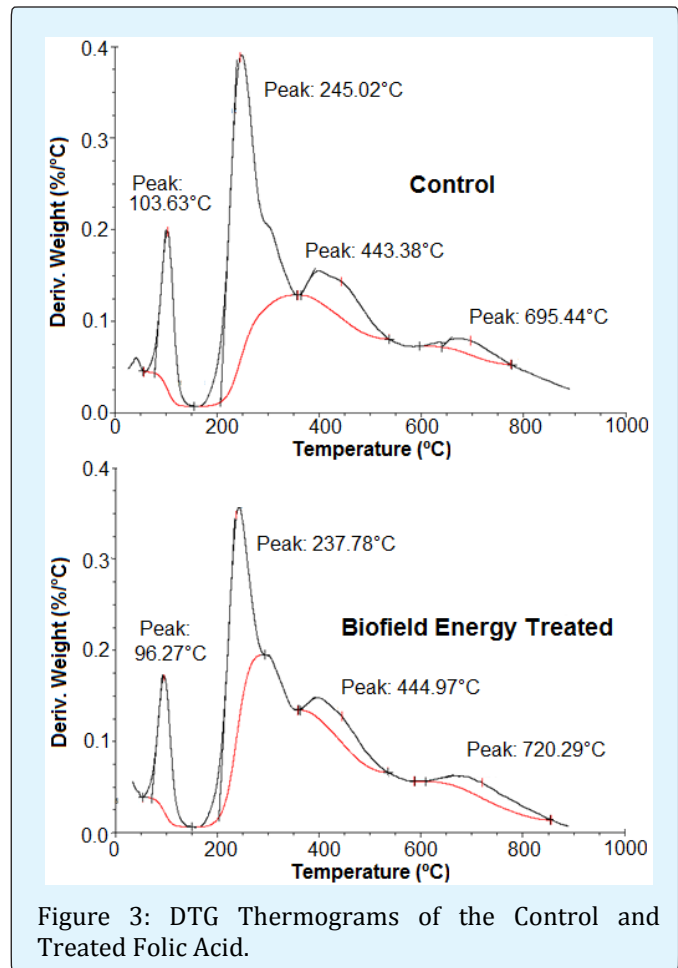 0.4
Peak: 245.02°C
0.3
Peak:
103.63°C
Control
0.2
Peak: 443.38°C
0.1
Peak: 695.44°C
0.0
Deriv. Weight (%/°C)
0 200 400 600 800 1000
Temperature (ºC)
0.4
Peak: 237.78°C
0.3
Peak:
96.27°C
Biofield Energy Treated
0.2
Peak: 444.97°C
0.1
Peak: 720.29°C
0.0
Deriv. Weight (%/°C)
0 200 400 600 800 1000
Temperature (ºC)
Figure 3: DTG Thermograms of the Control and
Treated Folic Acid.